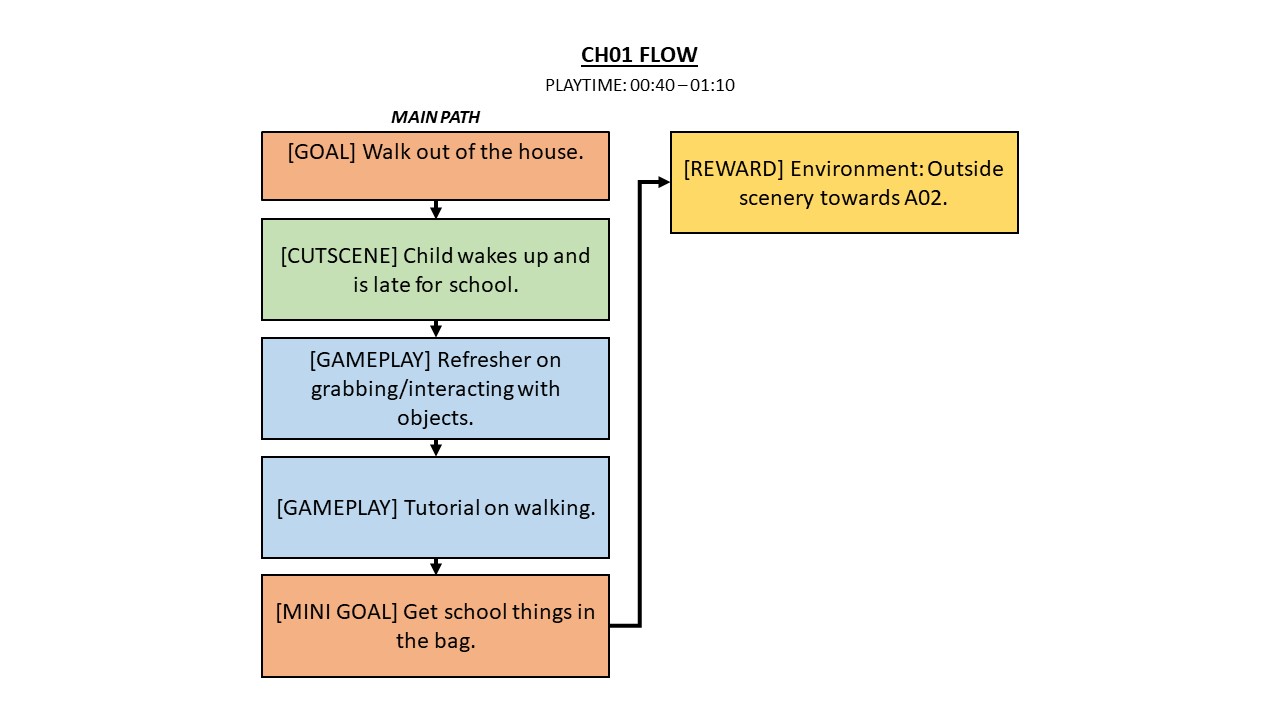 CH01 FLOW
PLAYTIME: 00:40 – 01:10
MAIN PATH
[GOAL] Walk out of the house.
[CUTSCENE] Child wakes up and
is late for school.
[GAMEPLAY] Refresher on
grabbing/interacting with
objects.
[GAMEPLAY] Tutorial on walking.
[MINI GOAL] Get school things in
the bag.
[REWARD] Environment: Outside
scenery towards A02.